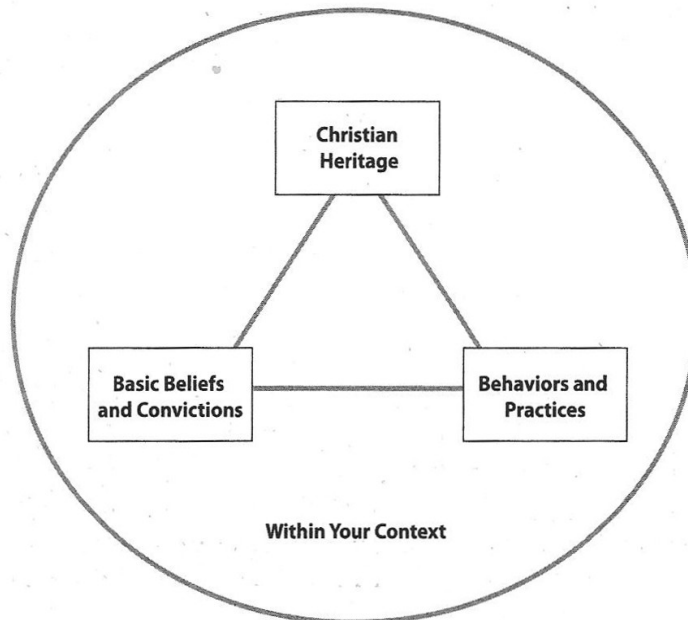 Christian
Heritage
Basic Beliefs
and Convictions
Behaviors and
Practices
Within Your Context